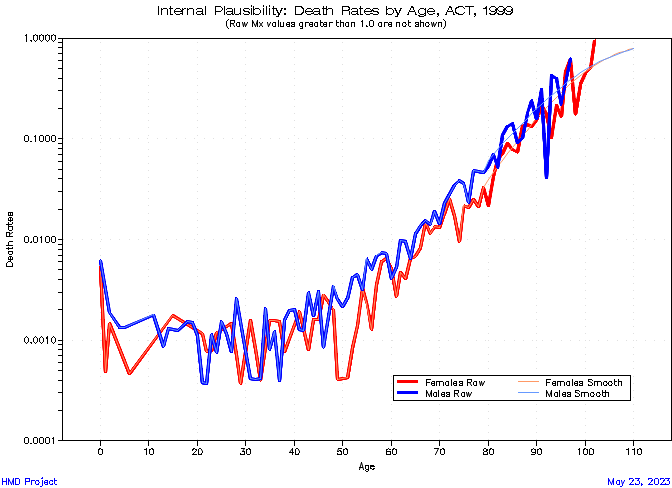 Internal Plausibility: Death Rates by Age, ACT, 1999
(Raw Mx values greater than 1.0 are not shown)
1.0000
0.1000
0.0100
0.0010
0.0001
Death Rates
Females Raw
Females Smooth
Males Raw
Males Smooth
0 10 20 30 40 50 60 70 80 90 100 110
Age
HMD Project
May 23, 2023